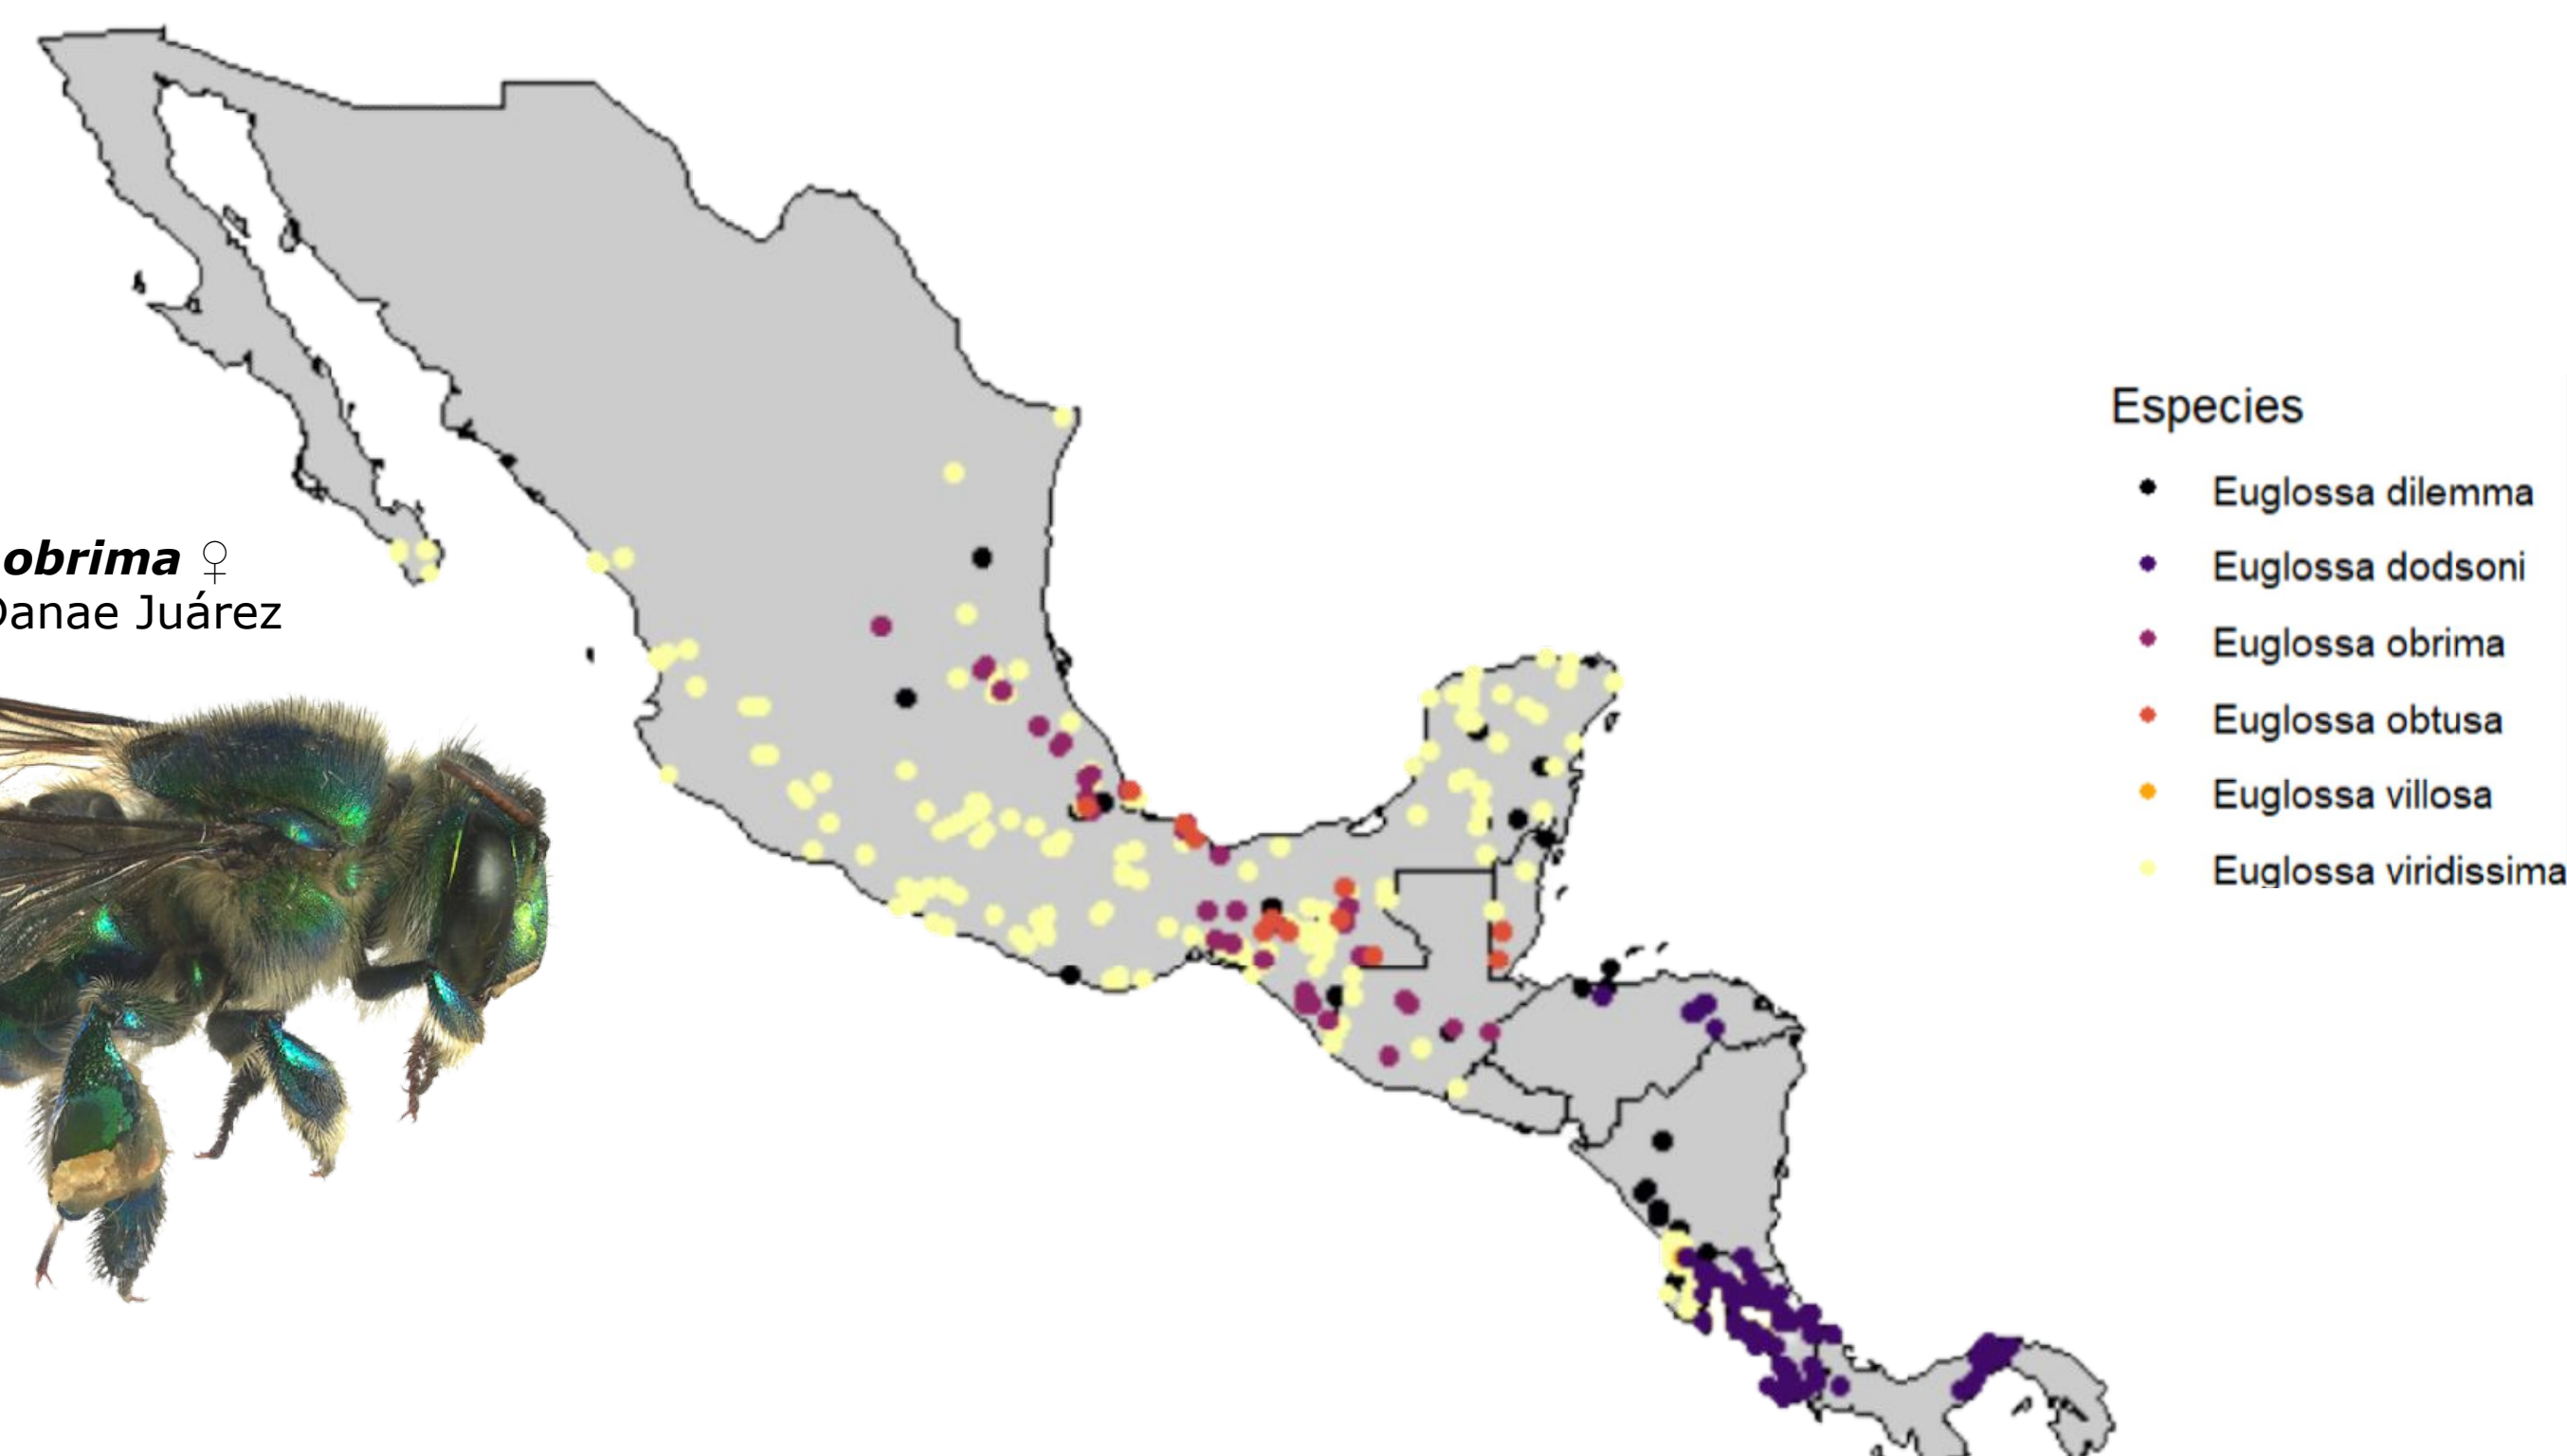 obrima ♀
Danae Juárez
Especies
Euglossa dilemma
Euglossa dodsoni
Euglossa obrima
Euglossa obtusa
Euglossa villosa
Euglossa viridissima